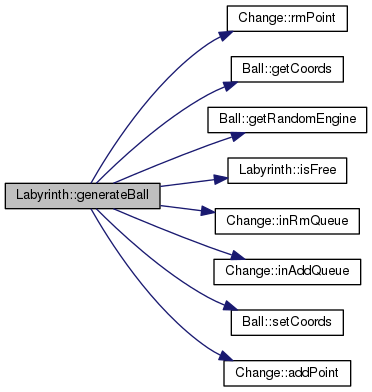 Change::rmPoint
Ball::getCoords
Ball::getRandomEngine
Labyrinth::isFree
Labyrinth::generateBall
Change::inRmQueue
Change::inAddQueue
Ball::setCoords
Change::addPoint